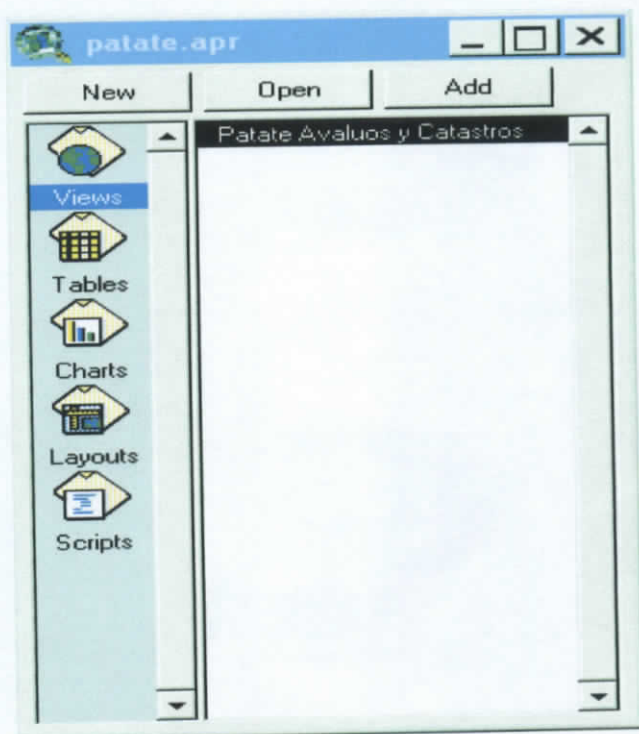 patate.apr
New Open Add
Patate Avaluos y Catastros
Views
Tables
Charts
Layouts
Scripts